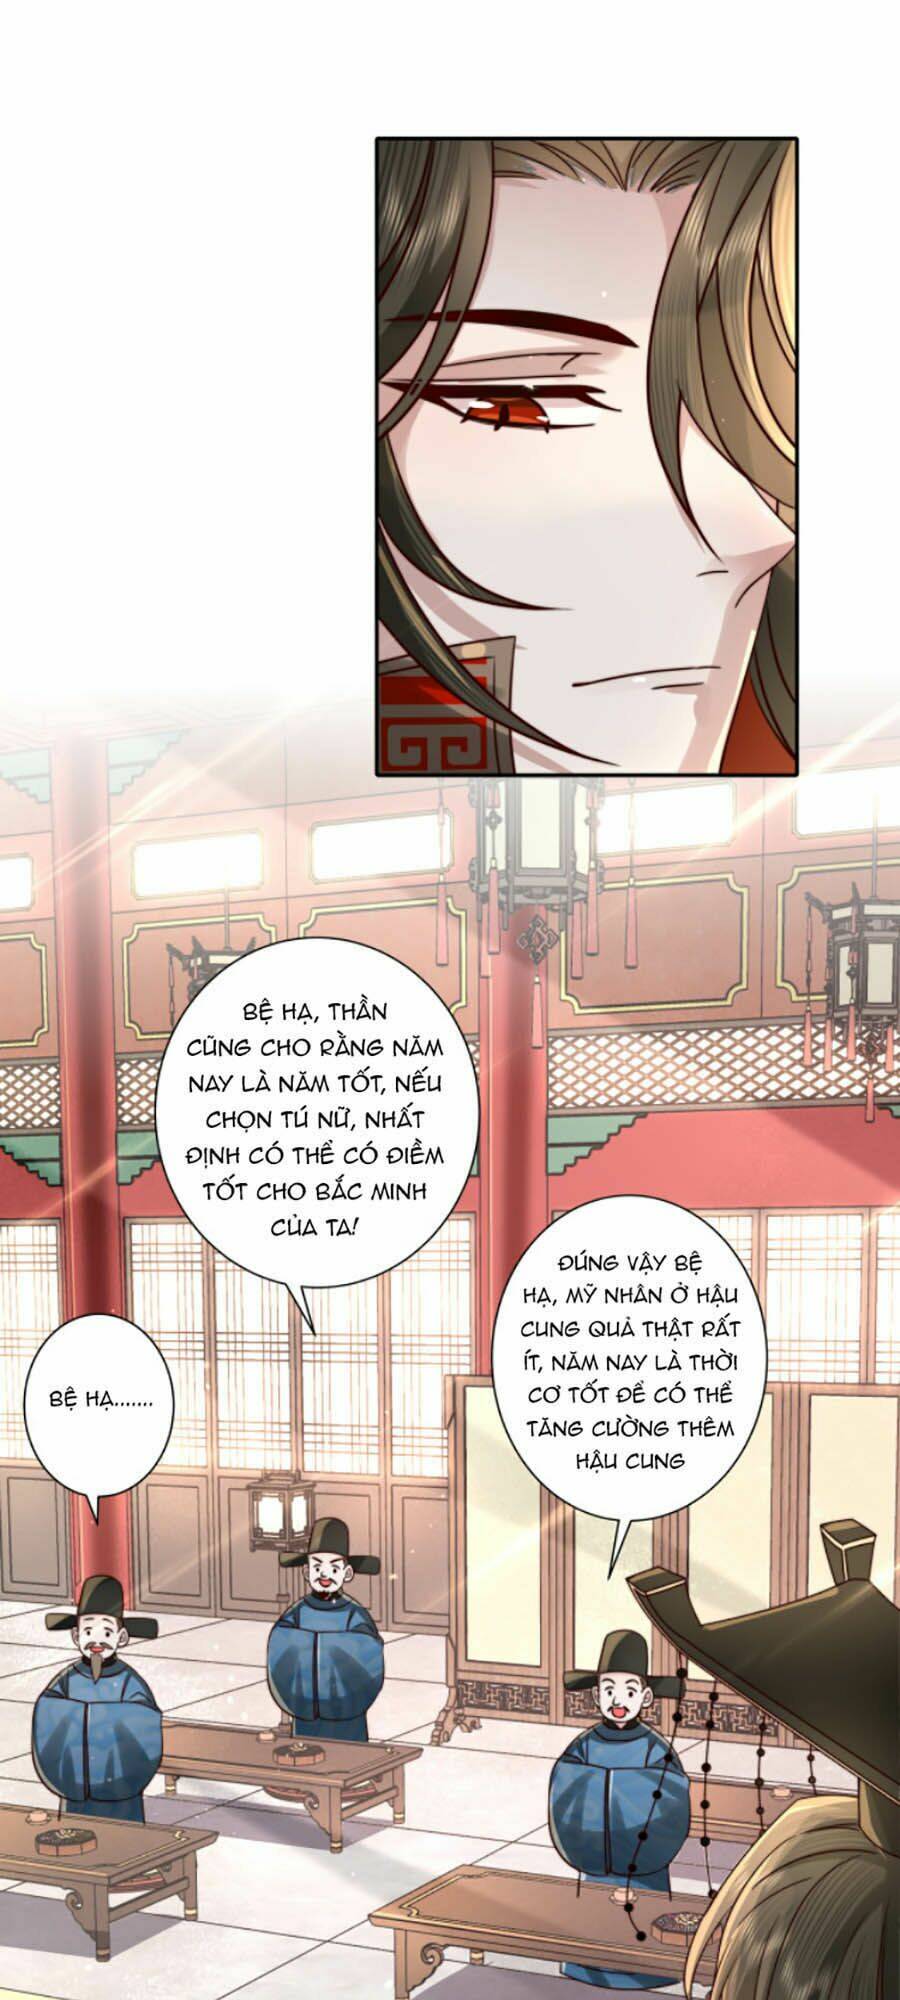 BỆ HẠ, THẦN
CŨNG CHO RẰNG NĂM
NAY LÀ NĂM TỐT, NẾU
CHỌN TÚ NỮ, NHẤT
ĐỊNH CÓ THỂ CÓ ĐIỀM
TỐT CHO BẮC MINH
CỦA TA!
ĐÚNG VẬY BỆ
HẠ, MỸ NHÂN Ở HẬU
CUNG QUẢ THẬT RẤT
ÍT, NĂM NAY LÀ THỜI
CƠ TỐT ĐỂ CÓ THỂ
TĂNG CƯỜNG THÊM
HẬU CUNG
BỆ HẠ.......